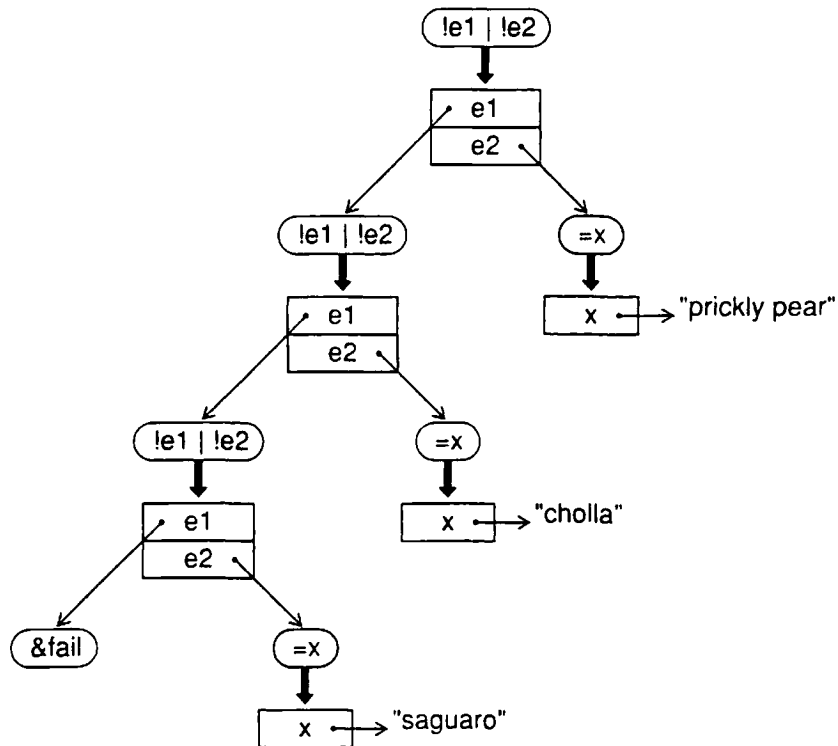 !e1 | !e2
e1
e2
!e1 | !e2
=x
e1
x
"prickly pear"
e2
!e1 | !e2
=x
e1
x
"cholla"
e2
&fail
=x
x
"saguaro"